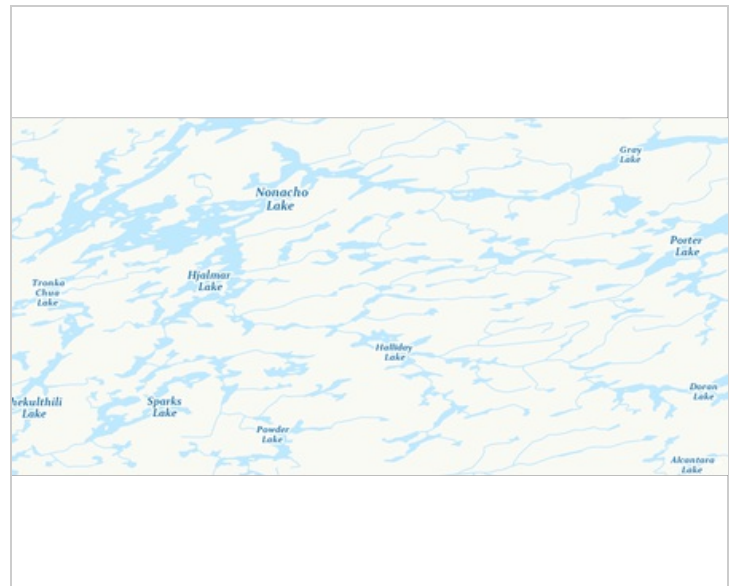 Gray
Lake
Nonacho
Lake
Porter
Lake
Hjalmar
Lake
Tronka
Chua
Lake
Halliday
Lake
Doran
Lake
hekulthili
Lake
Sparks
Lake
Powder
Lake
Alcantara
Lake